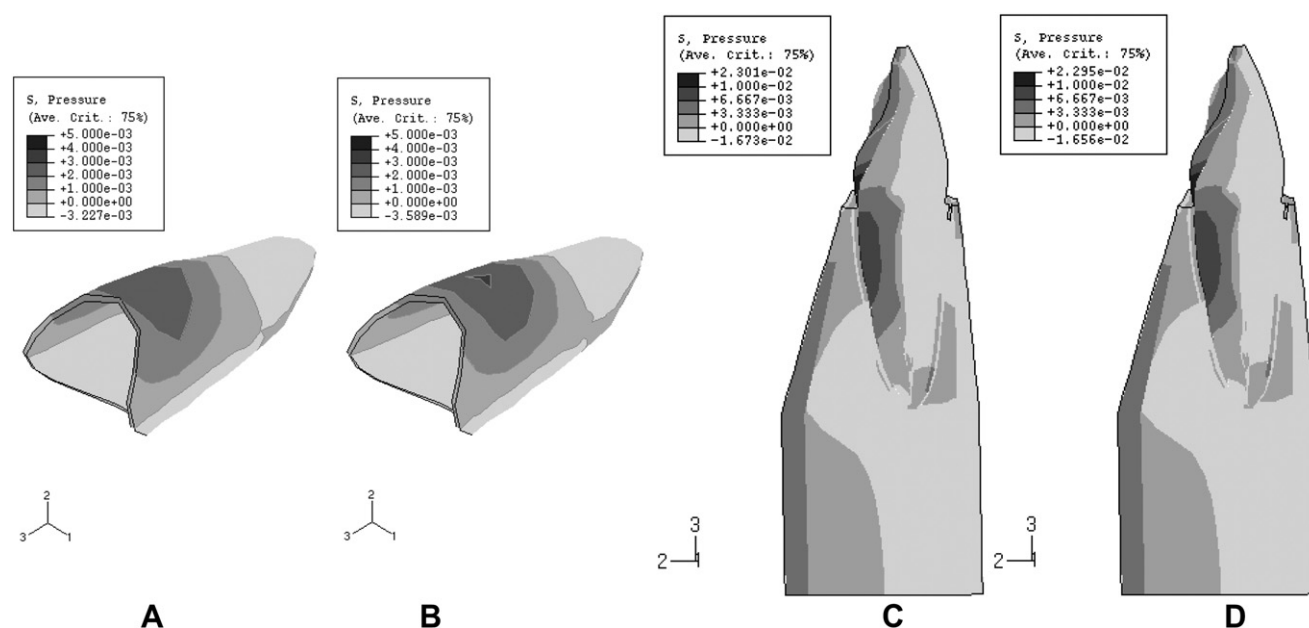 S, Pressure
(Ave. Crit.: 75%)
+5.000e-03
+4.000e-03
+3.000e-03
+2.000e-03
+1.000e-03
+0.000e+00
-3.227e-03
2
3
1
A
S, Pressure
(Ave. Crit.: 75%)
+5.000e-03
+4.000e-03
+3.000e-03
+2.000e-03
+1.000e-03
+0.000e+00
-3.589e-03
2
3
1
B
S, Pressure
(Ave. Crit.: 75%)
+2.301e-02
+1.000e-02
+6.667e-03
+3.333e-03
+0.000e+00
-1.673e-02
3
2
C
S, Pressure
(Ave. Crit.: 75%)
+2.295e-02
+1.000e-02
+6.667e-03
+3.333e-03
+0.000e+00
-1.656e-02
3
2
D